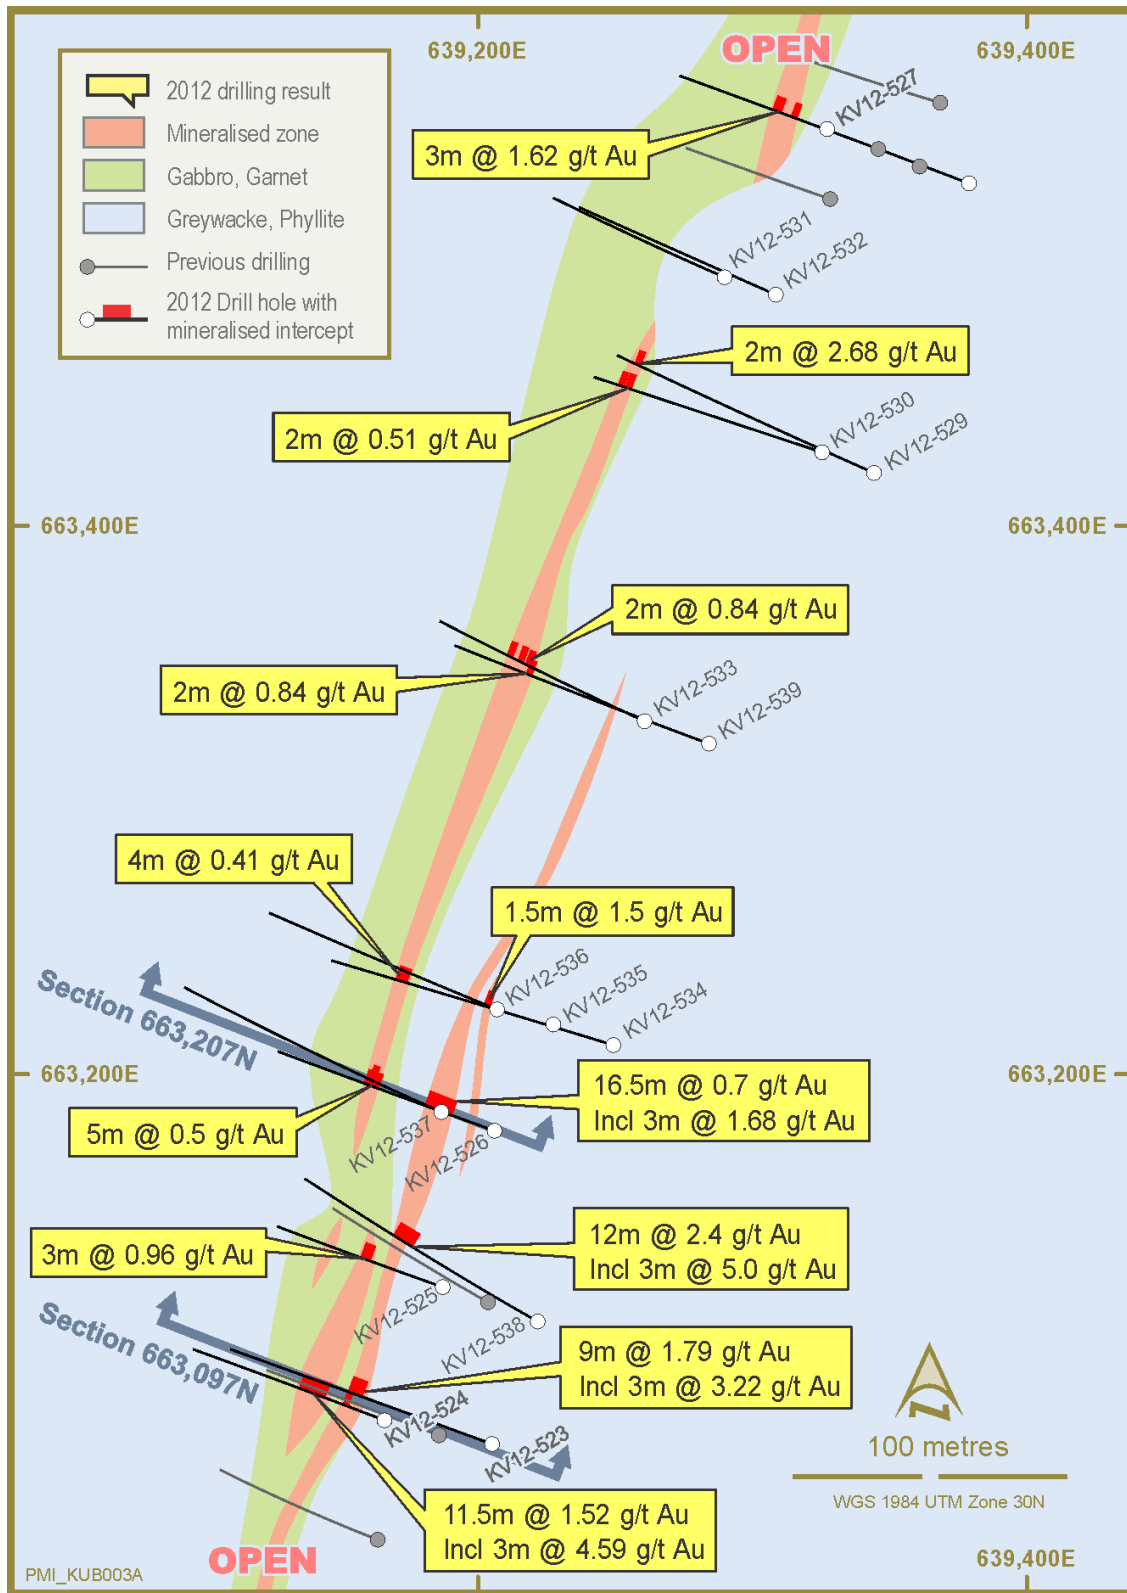 639,200E
639,400E
OPEN
2012 drilling result
Mineralised zone
Gabbro, Garnet
Greywacke, Phyllite
Previous drilling
2012 Drill hole with
mineralised intercept
KV12-527
3m @ 1.62 g/t Au
KV12-531
KV12-532
2m @ 2.68 g/t Au
2m @ 0.51 g/t Au
KV12-530
KV12-529
663,400E
663,400E
2m @ 0.84 g/t Au
2m @ 0.84 g/t Au
KV12-533
KV12-539
4m @ 0.41 g/t Au
1.5m @ 1.5 g/t Au
KV12-536
KV12-535
KV12-534
Section 663,207N
663,200E
663,200E
16.5m @ 0.7 g/t Au
Incl 3m @ 1.68 g/t Au
5m @ 0.5 g/t Au
KV12-537
KV12-526
3m @ 0.96 g/t Au
12m @ 2.4 g/t Au
Incl 3m @ 5.0 g/t Au
KV12-525
KV12-538
Section 663,097N
9m @ 1.79 g/t Au
Incl 3m @ 3.22 g/t Au
KV12-524
KV12-523
N
100 metres
WGS 1984 UTM Zone 30N
11.5m @ 1.52 g/t Au
Incl 3m @ 4.59 g/t Au
OPEN
639,400E
PMI_KUB003A